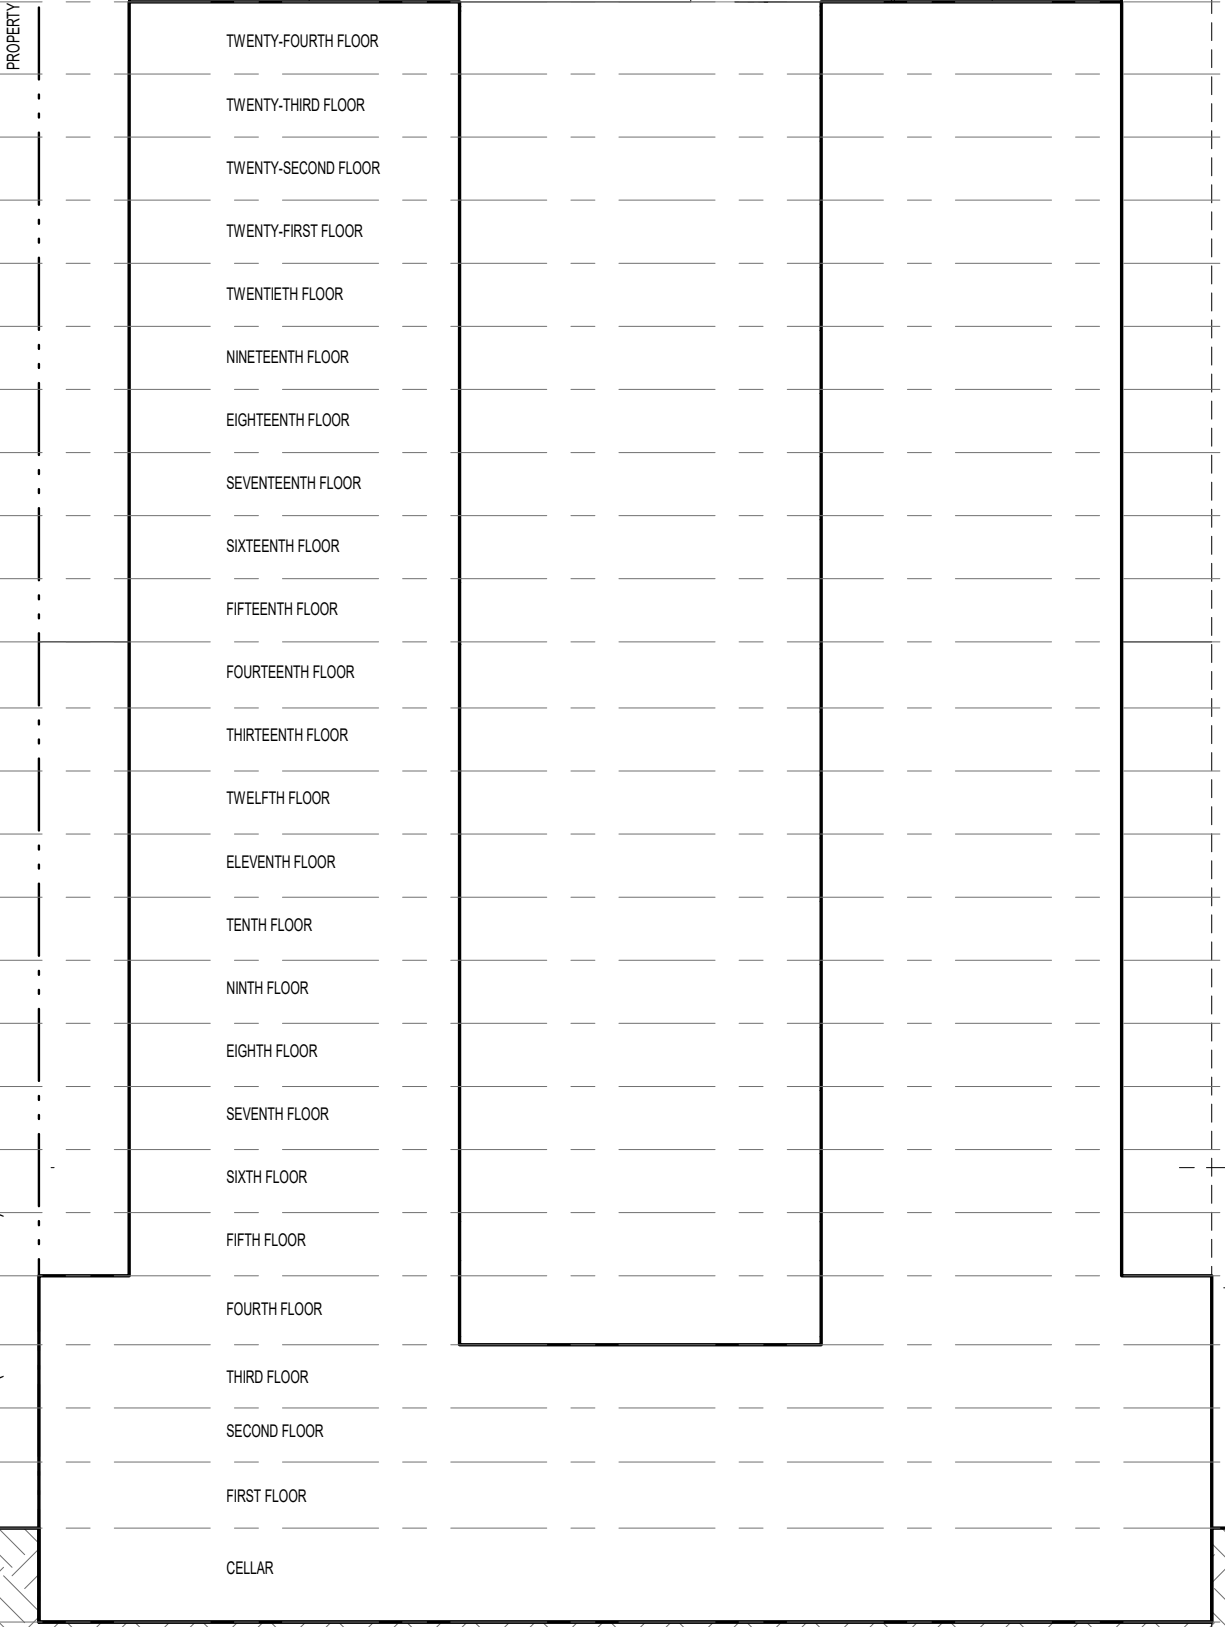 PROPERTY
TWENTY-FOURTH FLOOR
TWENTY-THIRD FLOOR
TWENTY-SECOND FLOOR
TWENTY-FIRST FLOOR
TWENTIETH FLOOR
NINETEENTH FLOOR
EIGHTEENTH FLOOR
SEVENTEENTH FLOOR
SIXTEENTH FLOOR
FIFTEENTH FLOOR
FOURTEENTH FLOOR
THIRTEENTH FLOOR
TWELFTH FLOOR
ELEVENTH FLOOR
TENTH FLOOR
NINTH FLOOR
EIGHTH FLOOR
SEVENTH FLOOR
SIXTH FLOOR
FIFTH FLOOR
FOURTH FLOOR
THIRD FLOOR
SECOND FLOOR
FIRST FLOOR
CELLAR